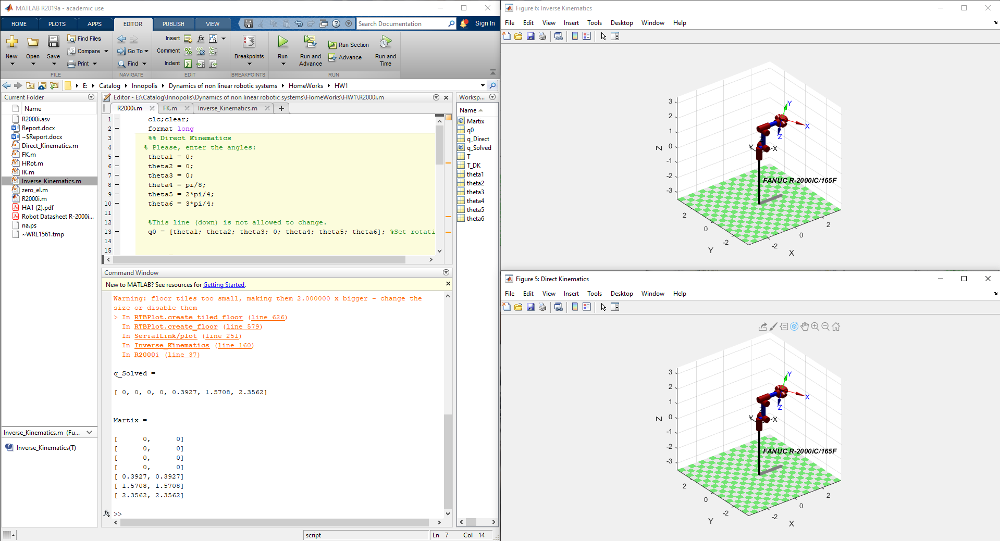 MATLAB R2019a - academic use
HOME PLOTS APPS EDITOR PUBLISH VIEW Search Documentation Sign In
New Open Save Find Files Compare Print
FILE
Go To Find
NAVIGATE
Insert fx
Comment
Indent
EDIT
Breakpoints
BREAKPOINTS
Run Run and Advance Run Section Advance Run and Time
RUN
E: Catalog Innopolis Dynamics of non linear robotic systems HomeWorks HW1
Current Folder
Name
R2000i.asv
Report.docx
~$Report.docx
Direct_Kinematics.m
FK.m
HRot.m
IK.m
Inverse_Kinematics.m
zero_el.m
R2000i.m
HA1 (2).pdf
Robot Datasheet R-2000i...
na.ps
~WRL1561.tmp
Inverse_Kinematics.m (Fu...
Inverse_Kinematics(T)
Editor - E:\Catalog\Innopolis\Dynamics of non linear robotic systems\HomeWorks\HW1\R2000i.m
R2000i.m FK.m Inverse_Kinematics.m
1 clc;clear;
2 format long
3 %% Direct Kinematics
4 % Please, enter the angles:
5 theta1 = 0;
6 theta2 = 0;
7 theta3 = 0;
8 theta4 = pi/8;
9 theta5 = 2*pi/4;
10 theta6 = 3*pi/4;
11
12 %This line (down) is not allowed to change.
13 q0 = [theta1; theta2; theta3; 0; theta4; theta5; theta6]; %Set rotati
14
15
Worksp...
Name
Martix
q0
q_Direct
q_Solved
T
T_DK
theta1
theta2
theta3
theta4
theta5
theta6
Command Window
New to MATLAB? See resources for Getting Started.
Warning: floor tiles too small, making them 2.000000 x bigger - change the
size or disable them
> In RTBPlot.create_tiled_floor (line 626)
In RTBPlot.create_floor (line 579)
In SerialLink/plot (line 251)
In Inverse_Kinematics (line 160)
In R2000i (line 37)
q_Solved =
[ 0, 0, 0, 0, 0.3927, 1.5708, 2.3562]
Martix =
[ 0, 0]
[ 0, 0]
[ 0, 0]
[ 0, 0]
[ 0.3927, 0.3927]
[ 1.5708, 1.5708]
[ 2.3562, 2.3562]
fx >>
script Ln 7 Col 14
Figure 6: Inverse Kinematics
File Edit View Insert Tools Desktop Window Help
3
2
1
0
-1
-2
-3
Z
Y
X
Z
Y X
FANUC R-2000iC/165F
2
0
-2
Y
-2
0
2
X
Figure 5: Direct Kinematics
File Edit View Insert Tools Desktop Window Help
3
2
1
0
-1
-2
-3
Z
Y
X
Z
Y X
FANUC R-2000iC/165F
2
0
-2
Y
-2
0
2
X